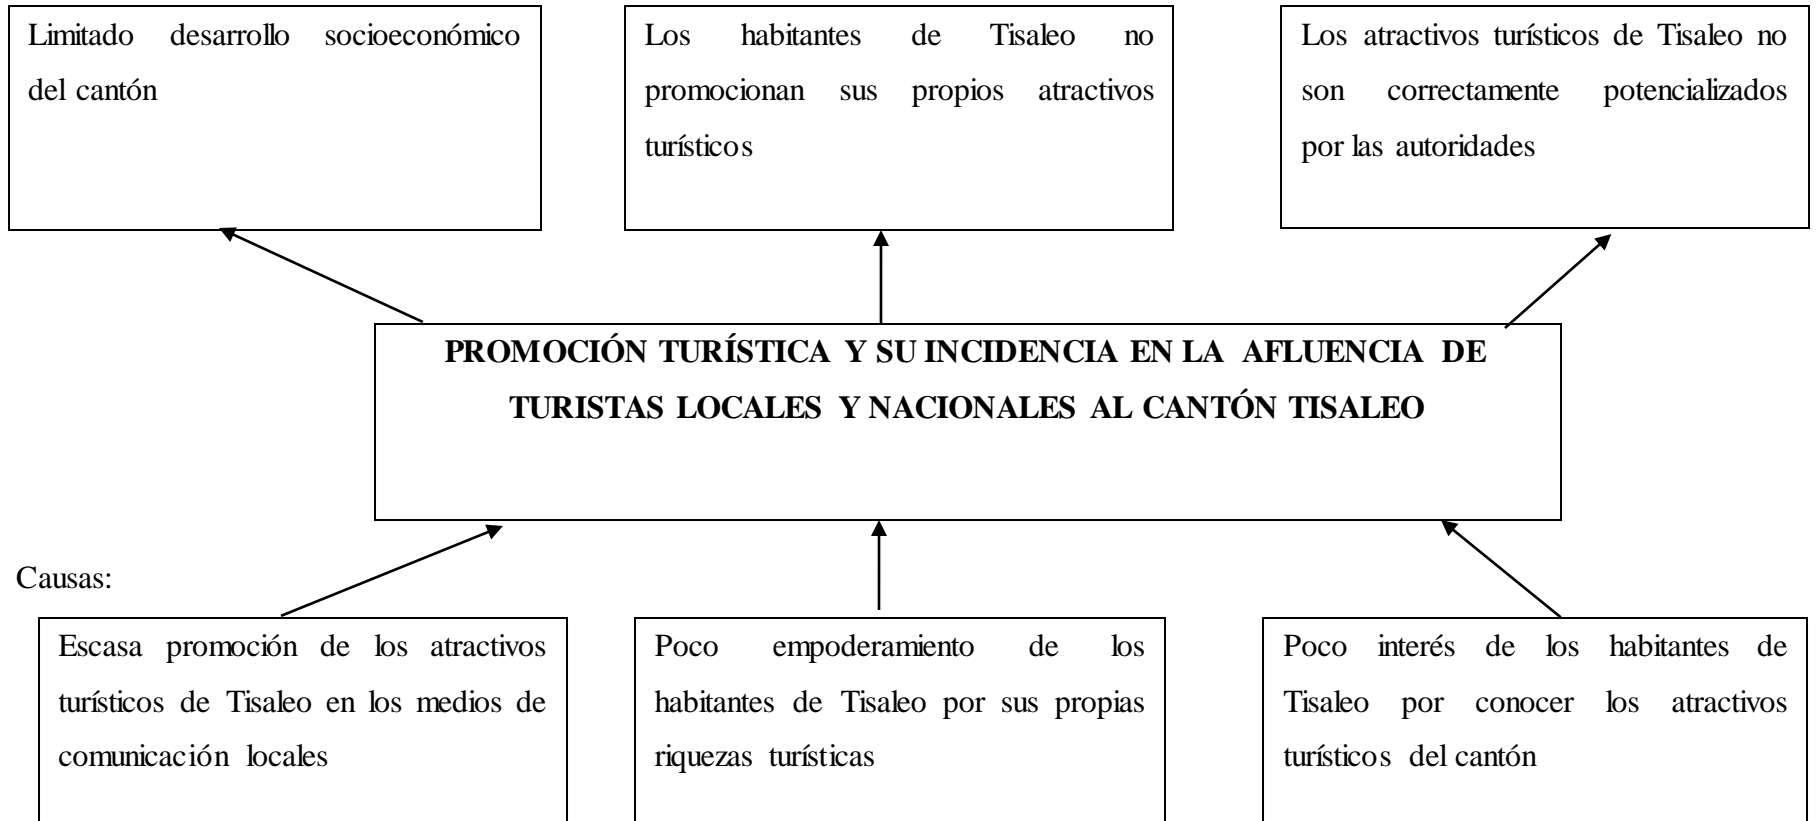 Limitado desarrollo socioeconómico
del cantón
Los habitantes de Tisaleo no
promocionan sus propios atractivos
turísticos
Los atractivos turísticos de Tisaleo no
son correctamente potencializados
por las autoridades
PROMOCIÓN TURÍSTICA Y SU INCIDENCIA EN LA AFLUENCIA DE
TURISTAS LOCALES Y NACIONALES AL CANTÓN TISALEO
Causas:
Escasa promoción de los atractivos
turísticos de Tisaleo en los medios de
comunicación locales
Poco empoderamiento de los
habitantes de Tisaleo por sus propias
riquezas turísticas
Poco interés de los habitantes de
Tisaleo por conocer los atractivos
turísticos del cantón